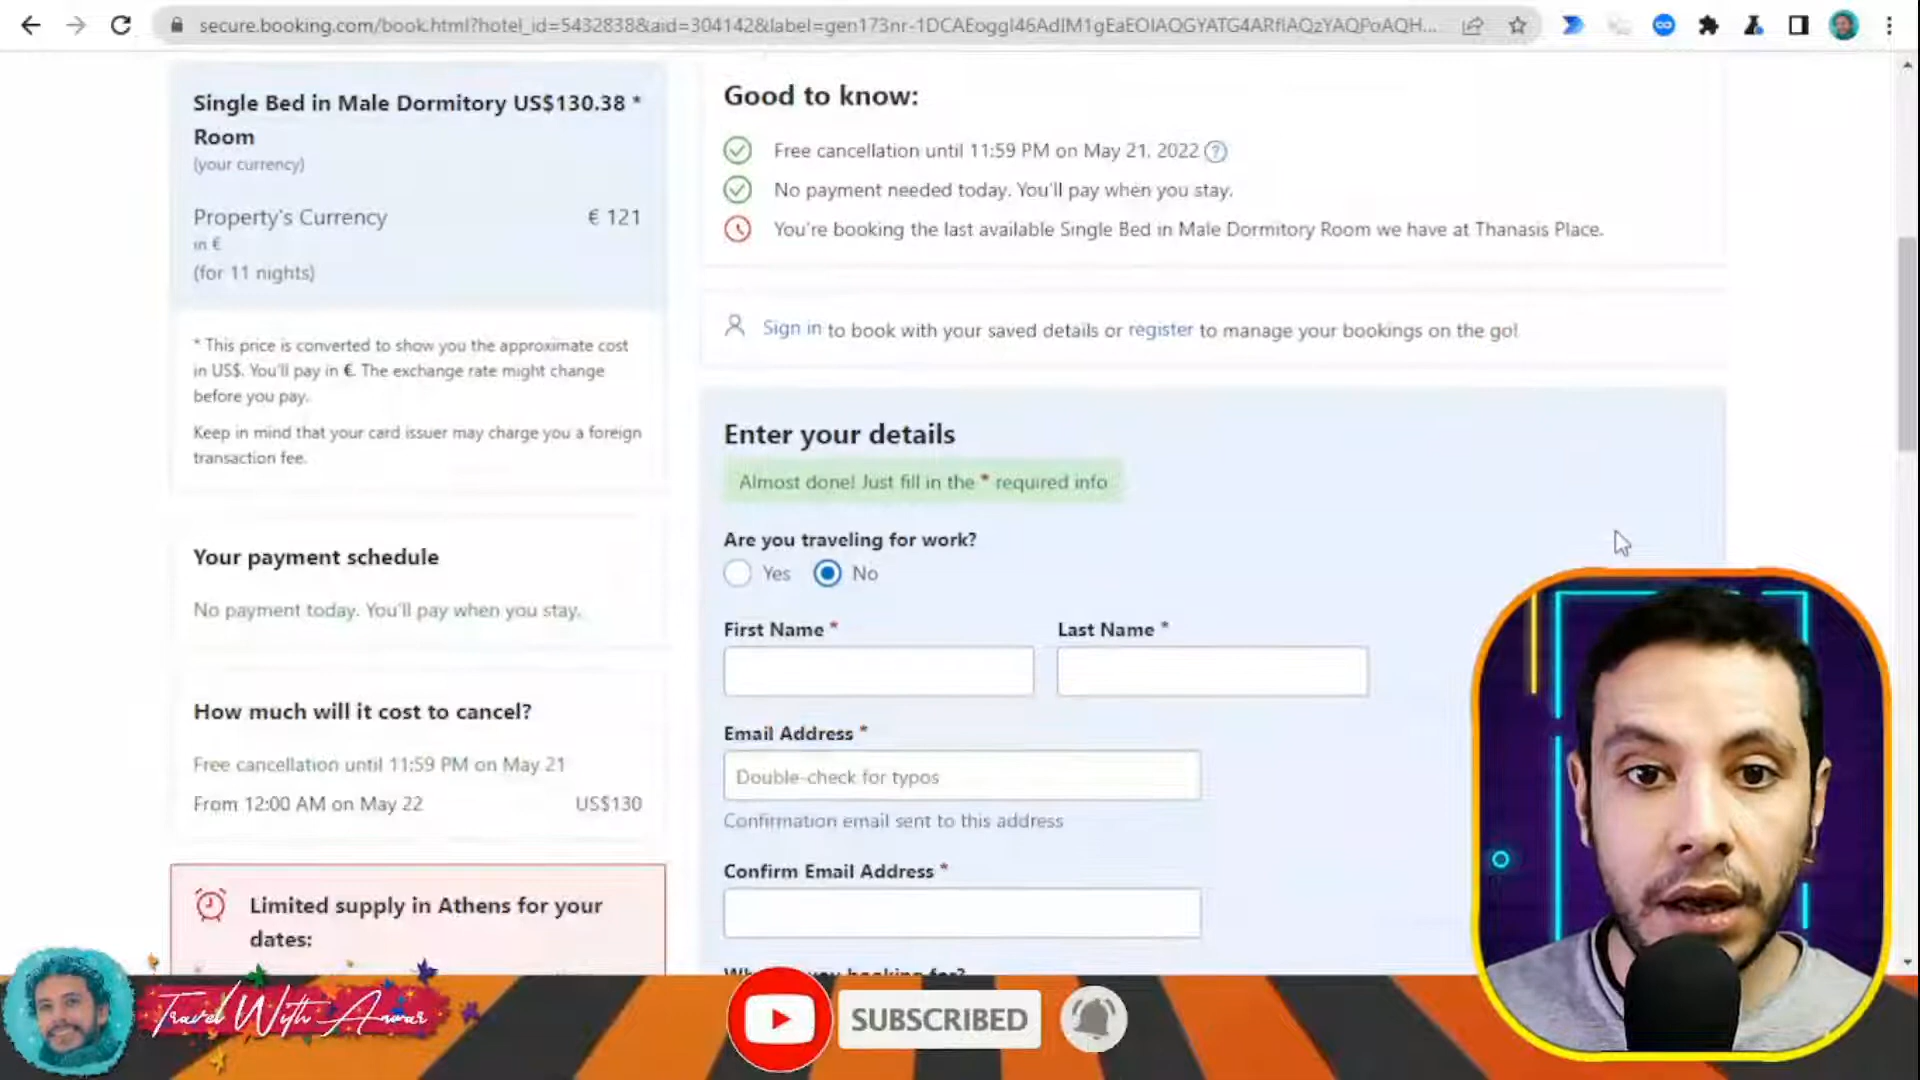 secure.booking.com/book.html?hotel_id=5432838&aid=304142&label=gen173nr-
Single Bed in Male Dormitory US$130.38 *
Room
(your currency)
Property's Currency € 121
in €
(for 11 nights)
* This price is converted to show you the approximate cost
in US$. You'll pay in €. The exchange rate might change
before you pay.
Keep in mind that your card issuer may charge you a foreign
transaction fee.
Your payment schedule
No payment today. You'll pay when you stay.
How much will it cost to cancel?
Free cancellation until 11:59 PM on May 21
From 12:00 AM on May 22 US$130
Limited supply in Athens for your
dates:
Good to know:
Free cancellation until 11:59 PM on May 21, 2022 ?
No payment needed today. You'll pay when you stay.
You're booking the last available Single Bed in Male Dormitory Room we have at Thanasis Place.
Sign in to book with your saved details or register to manage your bookings on the go!
Enter your details
Almost done! Just fill in the * required info
Are you traveling for work?
Yes No
First Name * Last Name *
Email Address *
Double-check for typos
Confirmation email sent to this address
Confirm Email Address *
you booking for?
Travel With Anwar
SUBSCRIBED